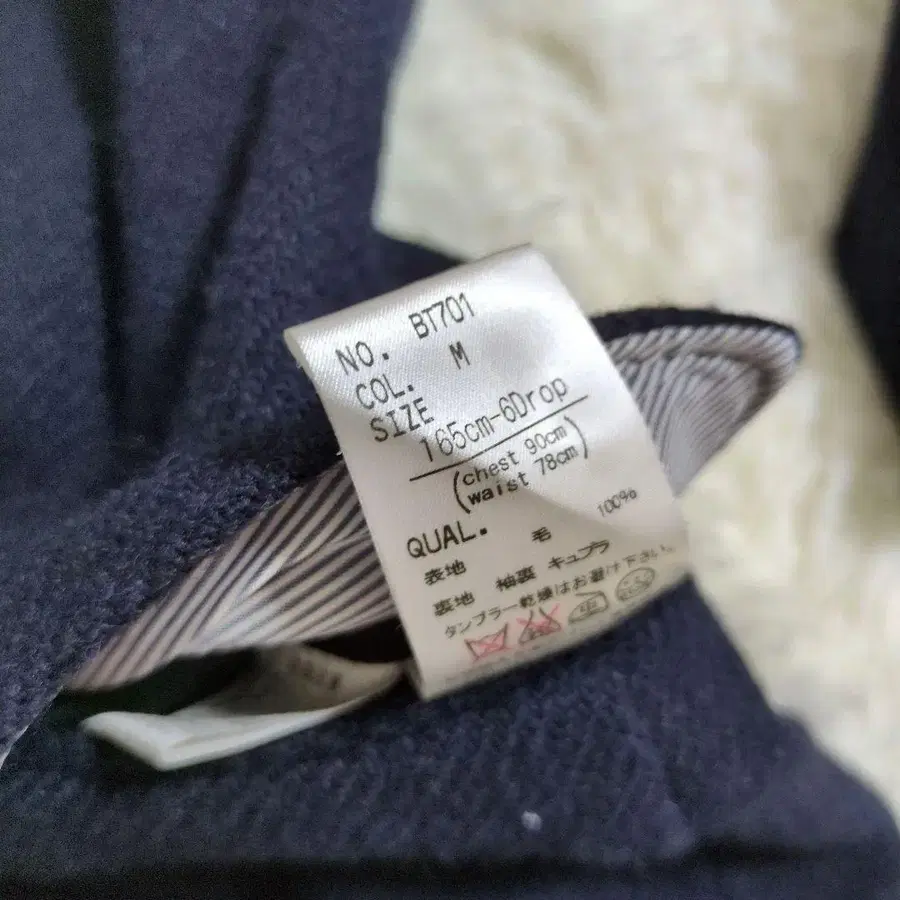 NO. BT701
COL. M
SIZE
165cm-6Drop
(chest 90cm
waist 78cm)
QUAL.
表地 毛 100%
裏地 袖裏 キュプラ
タンブラー乾燥はお避け下さい。